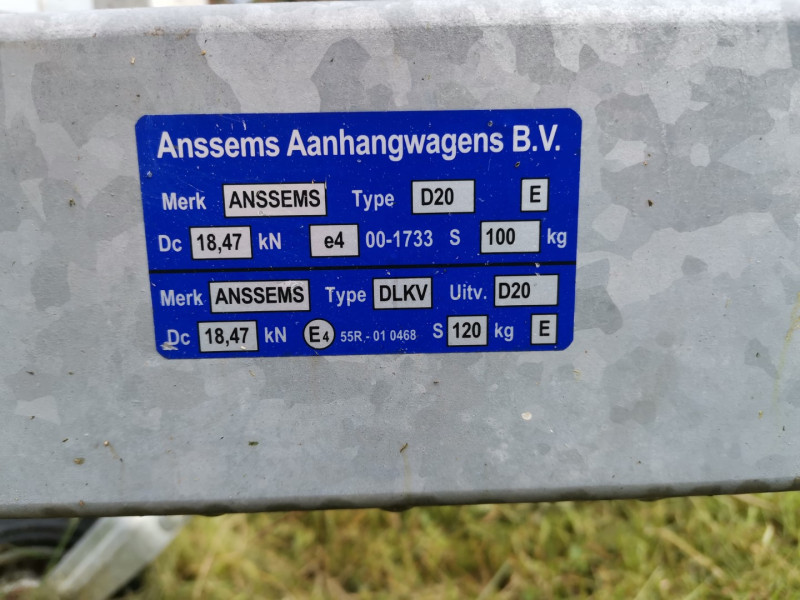 Anssems Aanhangwagens B.V.
Merk ANSSEMS Type D20 E
Dc 18,47 kN e4 00-1733 S 100 kg
Merk ANSSEMS Type DLKV Uitv. D20
Dc 18,47 kN E4 55R - 01 0468 S 120 kg E